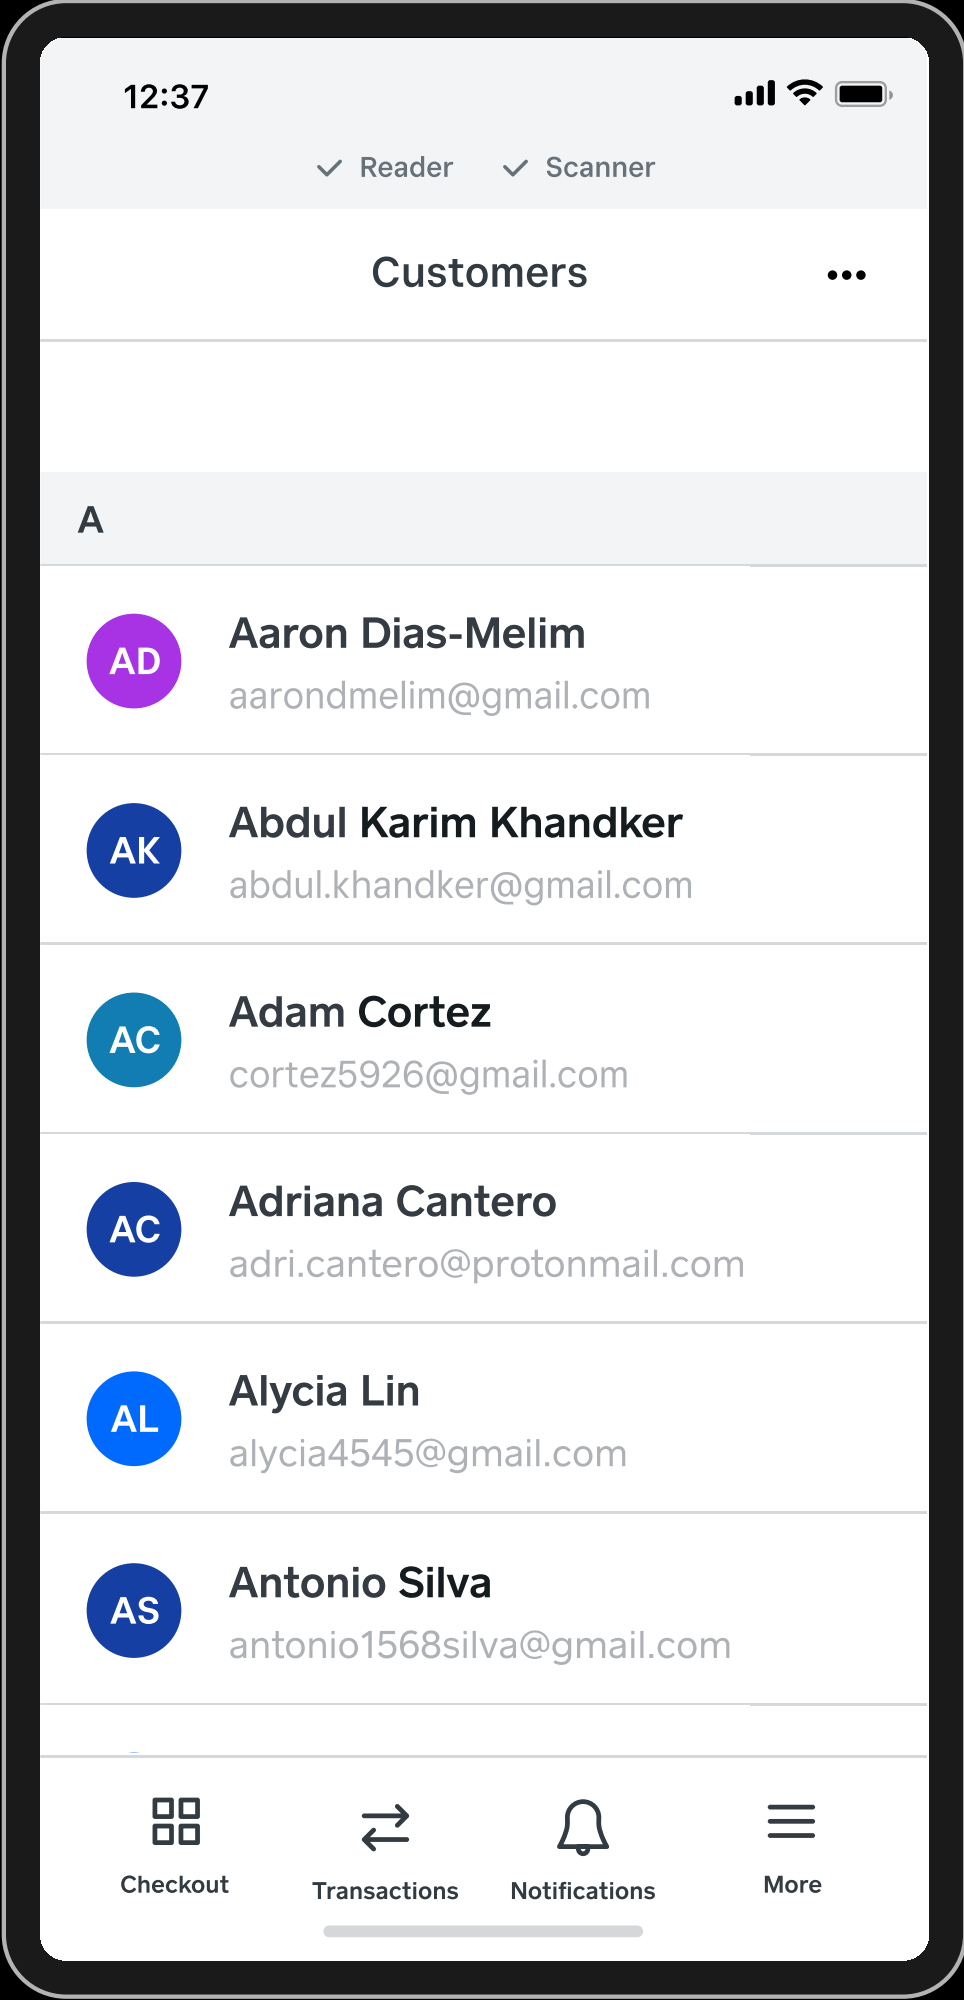 12:37
Reader Scanner
Customers
A
AD
Aaron Dias-Melim
aarondmelim@gmail.com
AK
Abdul Karim Khandker
abdul.khandker@gmail.com
AC
Adam Cortez
cortez5926@gmail.com
AC
Adriana Cantero
adri.cantero@protonmail.com
AL
Alycia Lin
alycia4545@gmail.com
AS
Antonio Silva
antonio1568silva@gmail.com
Checkout Transactions Notifications More